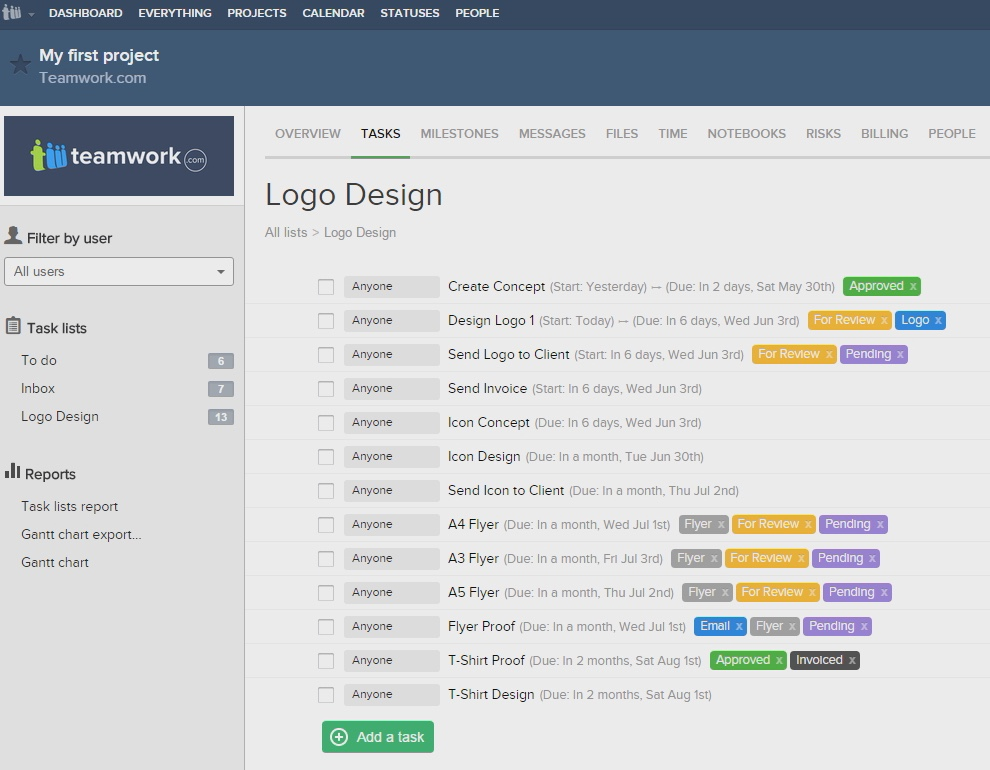 DASHBOARD EVERYTHING PROJECTS CALENDAR STATUSES PEOPLE
My first project
Teamwork.com
teamwork.com
Filter by user
All users
Task lists
To do 6
Inbox 7
Logo Design 13
Reports
Task lists report
Gantt chart export...
Gantt chart
OVERVIEW TASKS MILESTONES MESSAGES FILES TIME NOTEBOOKS RISKS BILLING PEOPLE
Logo Design
All lists > Logo Design
Anyone Create Concept (Start: Yesterday) → (Due: In 2 days, Sat May 30th) Approved x
Anyone Design Logo 1 (Start: Today) → (Due: In 6 days, Wed Jun 3rd) For Review x Logo x
Anyone Send Logo to Client (Start: In 6 days, Wed Jun 3rd) For Review x Pending x
Anyone Send Invoice (Start: In 6 days, Wed Jun 3rd)
Anyone Icon Concept (Due: In 6 days, Wed Jun 3rd)
Anyone Icon Design (Due: In a month, Tue Jun 30th)
Anyone Send Icon to Client (Due: In a month, Thu Jul 2nd)
Anyone A4 Flyer (Due: In a month, Wed Jul 1st) Flyer x For Review x Pending x
Anyone A3 Flyer (Due: In a month, Fri Jul 3rd) Flyer x For Review x Pending x
Anyone A5 Flyer (Due: In a month, Thu Jul 2nd) Flyer x For Review x Pending x
Anyone Flyer Proof (Due: In a month, Wed Jul 1st) Email x Flyer x Pending x
Anyone T-Shirt Proof (Due: In 2 months, Sat Aug 1st) Approved x Invoiced x
Anyone T-Shirt Design (Due: In 2 months, Sat Aug 1st)
Add a task